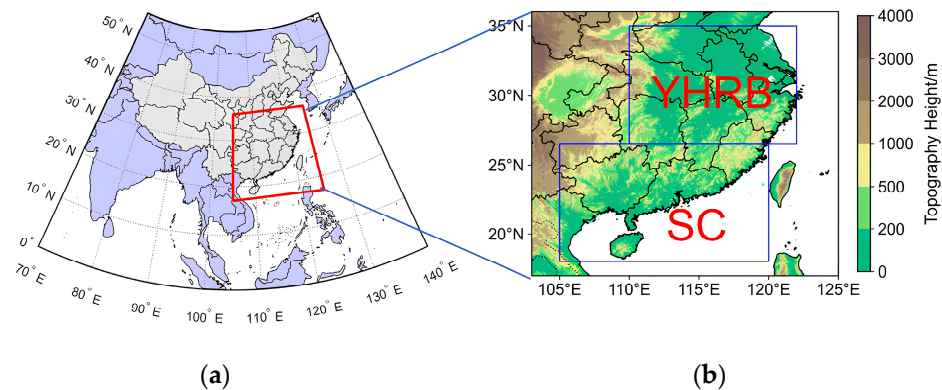 50°N
40°N
30°N
20°N
10°N
0°
70°E
80°E
90°E
100°E
110°E
120°E
130°E
140°E
(a)
35°N
30°N
25°N
20°N
105°E
110°E
115°E
120°E
125°E
YHRB
SC
4000
3000
2000
1000
500
200
0
Topography Height/m
(b)